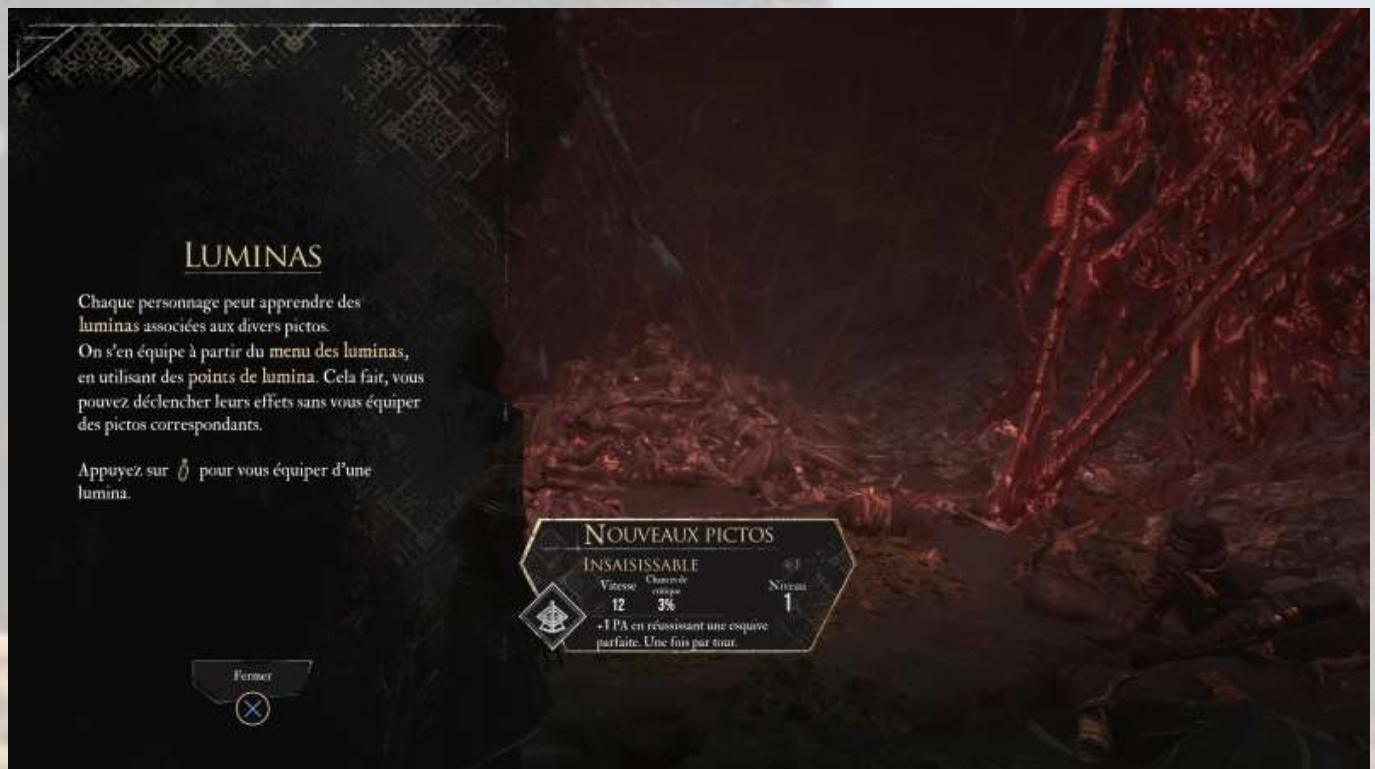 LUMINAS
Chaque personnage peut apprendre des
luminas associées aux divers pictos.
On s'en équipe à partir du menu des luminas,
en utilisant des points de lumina. Cela fait, vous
pouvez déclencher leurs effets sans vous équiper
des pictos correspondants.
Appuyez sur pour vous équiper d'une
lumina.
NOUVEAUX PICTOS
INSAISISSABLE
Vitesse Chances de critique Niveau
12 3% 1
+1 PA en réussissant une esquive
parfaite. Une fois par tour.
Fermer